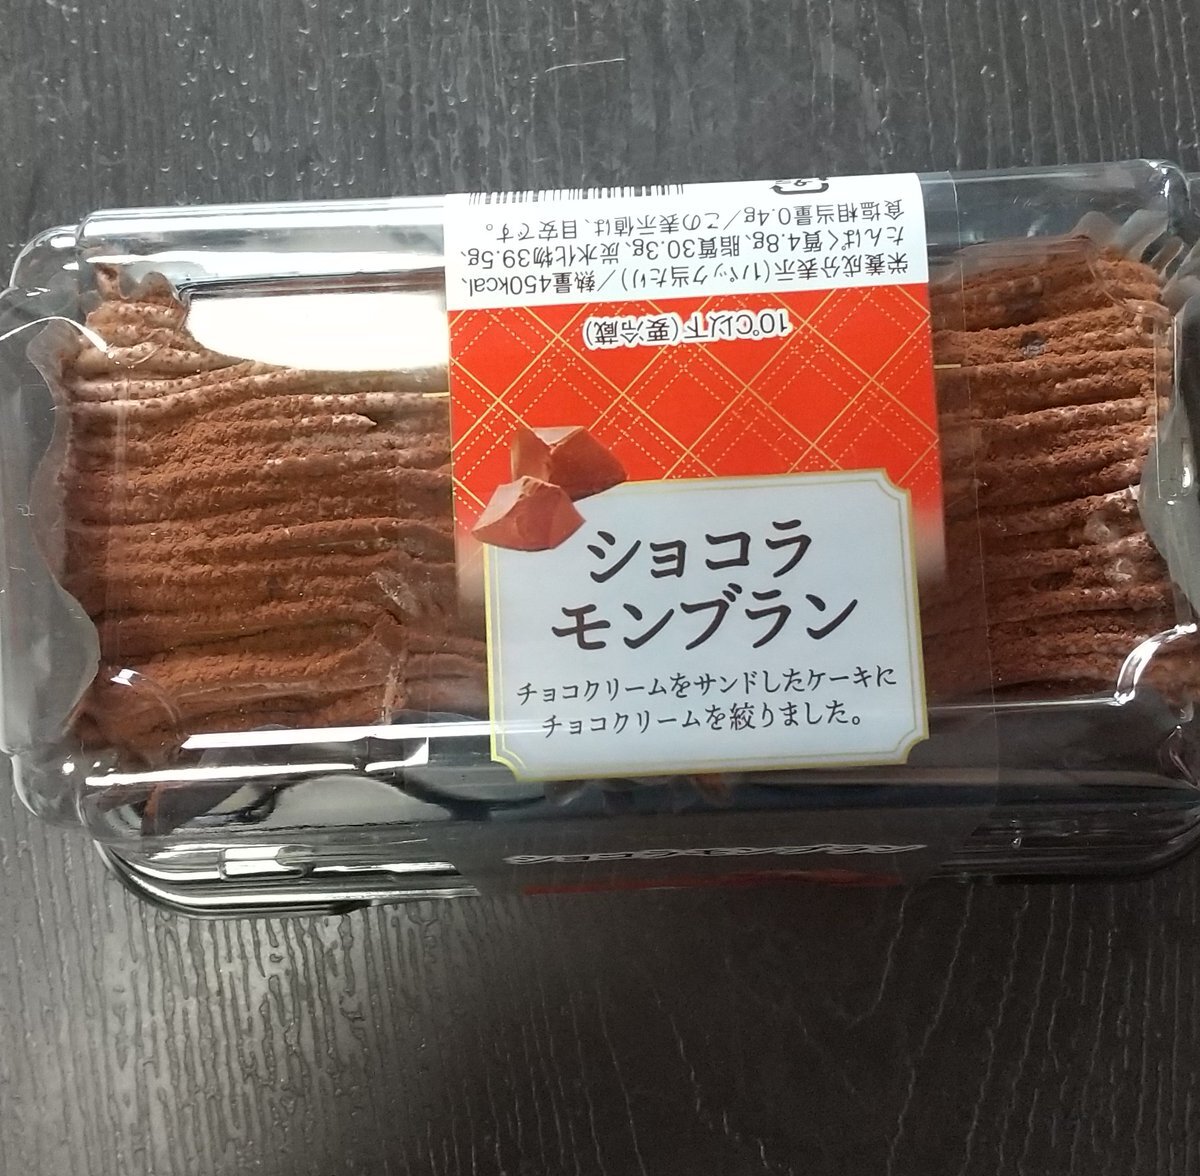 ショコラ
モンブラン
チョコクリームをサンドしたケーキに
チョコクリームを絞りました。
10℃以下(要冷蔵)
栄養成分表示(1パック当たり)/熱量450kcal、
たんぱく質4.8g、脂質30.3g、炭水化物39.5g、
食塩相当量0.4g/この表示値は、目安です。